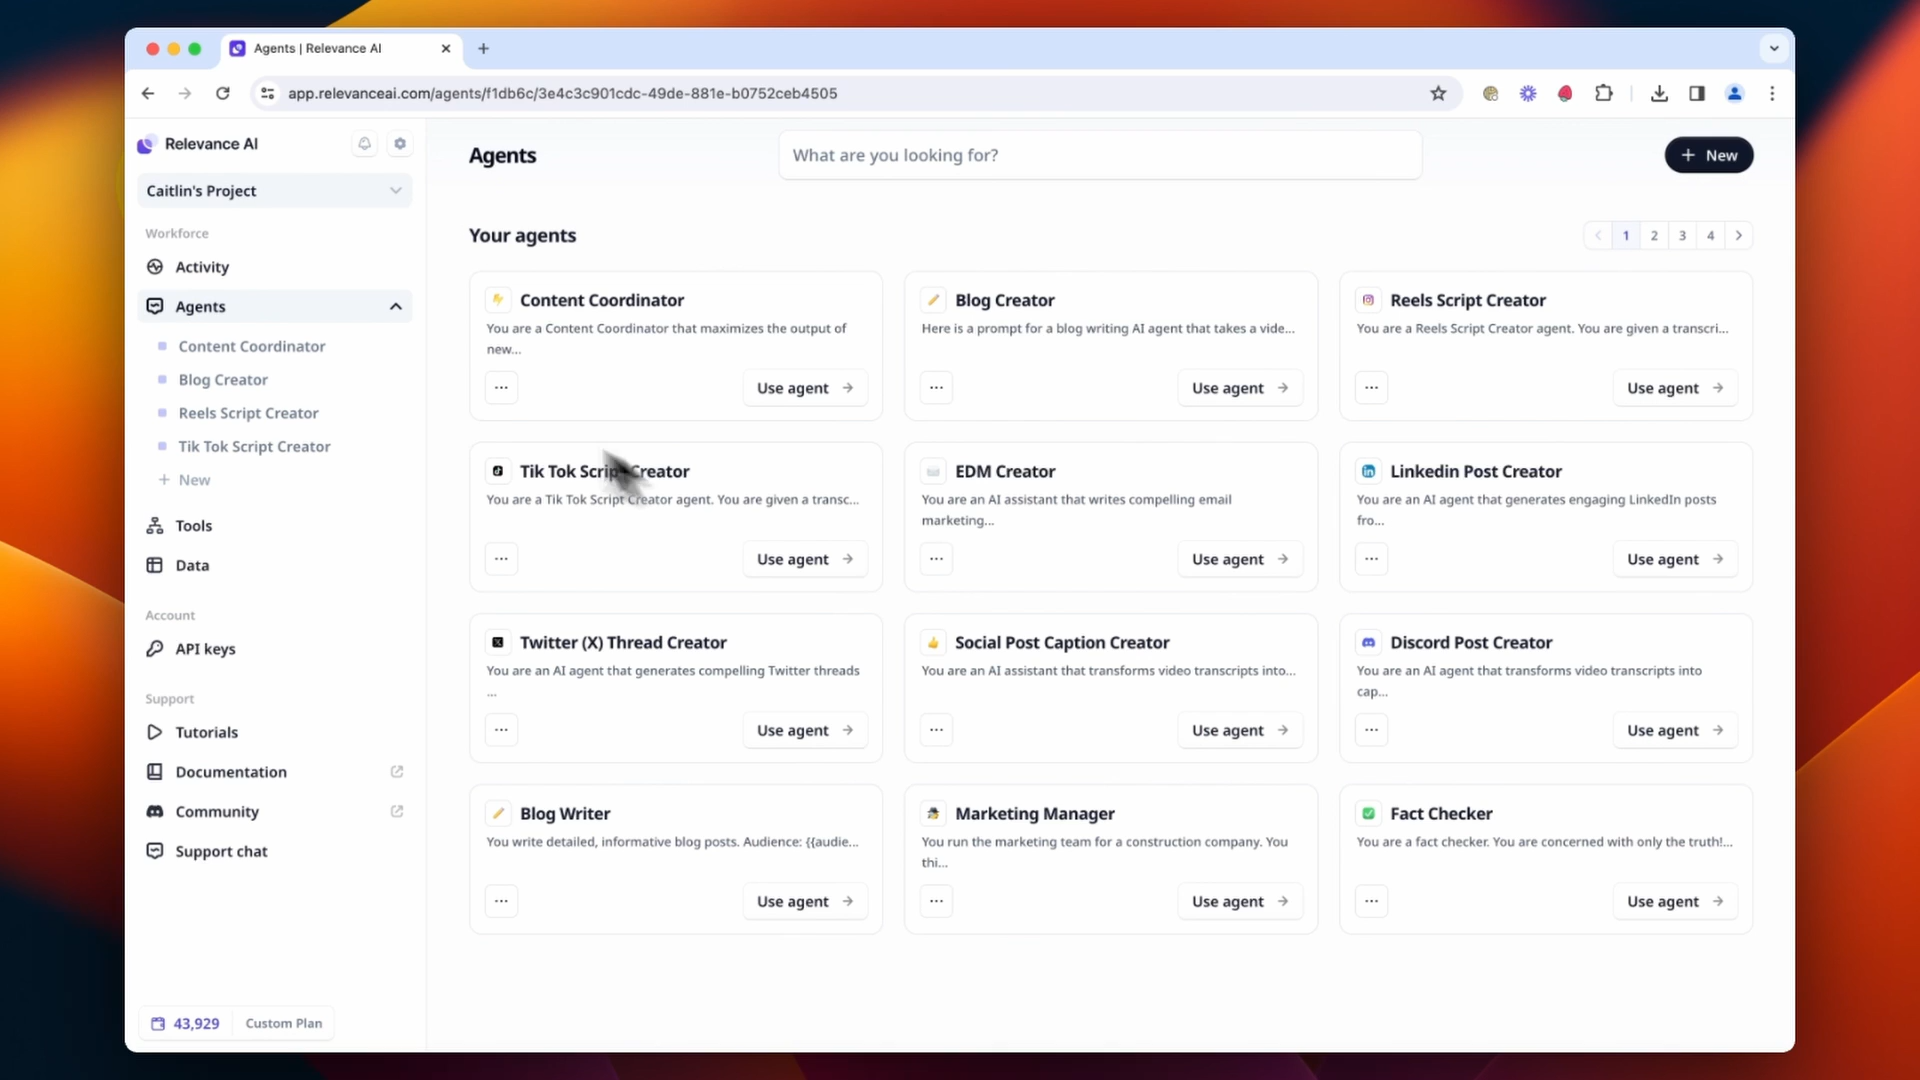 Agents | Relevance AI
app.relevanceai.com/agents/f1db6c/3e4c3c901cdc-49de-881e-b0752ceb4505
Relevance AI
Caitlin's Project
Workforce
Activity
Agents
Content Coordinator
Blog Creator
Reels Script Creator
Tik Tok Script Creator
New
Tools
Data
Account
API keys
Support
Tutorials
Documentation
Community
Support chat
43,929
Custom Plan
Agents
What are you looking for?
New
Your agents
1 2 3 4
Content Coordinator
You are a Content Coordinator that maximizes the output of
new...
Use agent
Blog Creator
Here is a prompt for a blog writing AI agent that takes a vide...
Use agent
Reels Script Creator
You are a Reels Script Creator agent. You are given a transcri...
Use agent
Tik Tok Script Creator
You are a Tik Tok Script Creator agent. You are given a transc...
Use agent
EDM Creator
You are an AI assistant that writes compelling email
marketing...
Use agent
Linkedin Post Creator
You are an AI agent that generates engaging LinkedIn posts
fro...
Use agent
Twitter (X) Thread Creator
You are an AI agent that generates compelling Twitter threads
...
Use agent
Social Post Caption Creator
You are an AI assistant that transforms video transcripts into...
Use agent
Discord Post Creator
You are an AI agent that transforms video transcripts into
cap...
Use agent
Blog Writer
You write detailed, informative blog posts. Audience: {{audie...
Use agent
Marketing Manager
You run the marketing team for a construction company. You
thi...
Use agent
Fact Checker
You are a fact checker. You are concerned with only the truth!...
Use agent